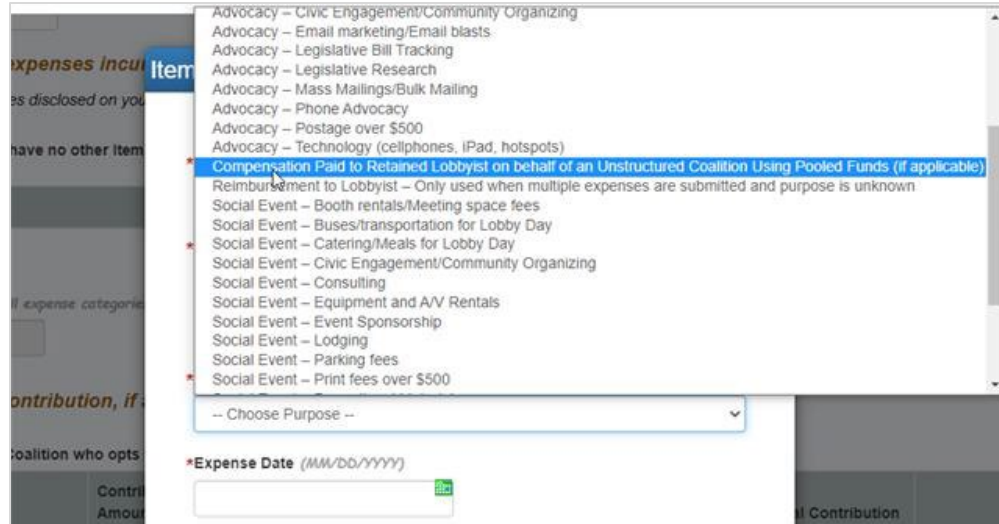 Advocacy – Civic Engagement/Community Organizing
Advocacy – Email marketing/Email blasts
Advocacy – Legislative Bill Tracking
Advocacy – Legislative Research
Advocacy – Mass Mailings/Bulk Mailing
Advocacy – Phone Advocacy
Advocacy – Postage over $500
Advocacy – Technology (cellphones, iPad, hotspots)
Compensation Paid to Retained Lobbyist on behalf of an Unstructured Coalition Using Pooled Funds (if applicable)
Reimbursement to Lobbyist – Only used when multiple expenses are submitted and purpose is unknown
Social Event – Booth rentals/Meeting space fees
Social Event – Buses/transportation for Lobby Day
Social Event – Catering/Meals for Lobby Day
Social Event – Civic Engagement/Community Organizing
Social Event – Consulting
Social Event – Equipment and A/V Rentals
Social Event – Event Sponsorship
Social Event – Lodging
Social Event – Parking fees
Social Event – Print fees over $500
-- Choose Purpose --
*Expense Date (MM/DD/YYYY)
Item
expenses incu
es disclosed on you
have no other Item
ll expense categorie
ontribution, if
oalition who opts
Contri
Amou
al Contribution